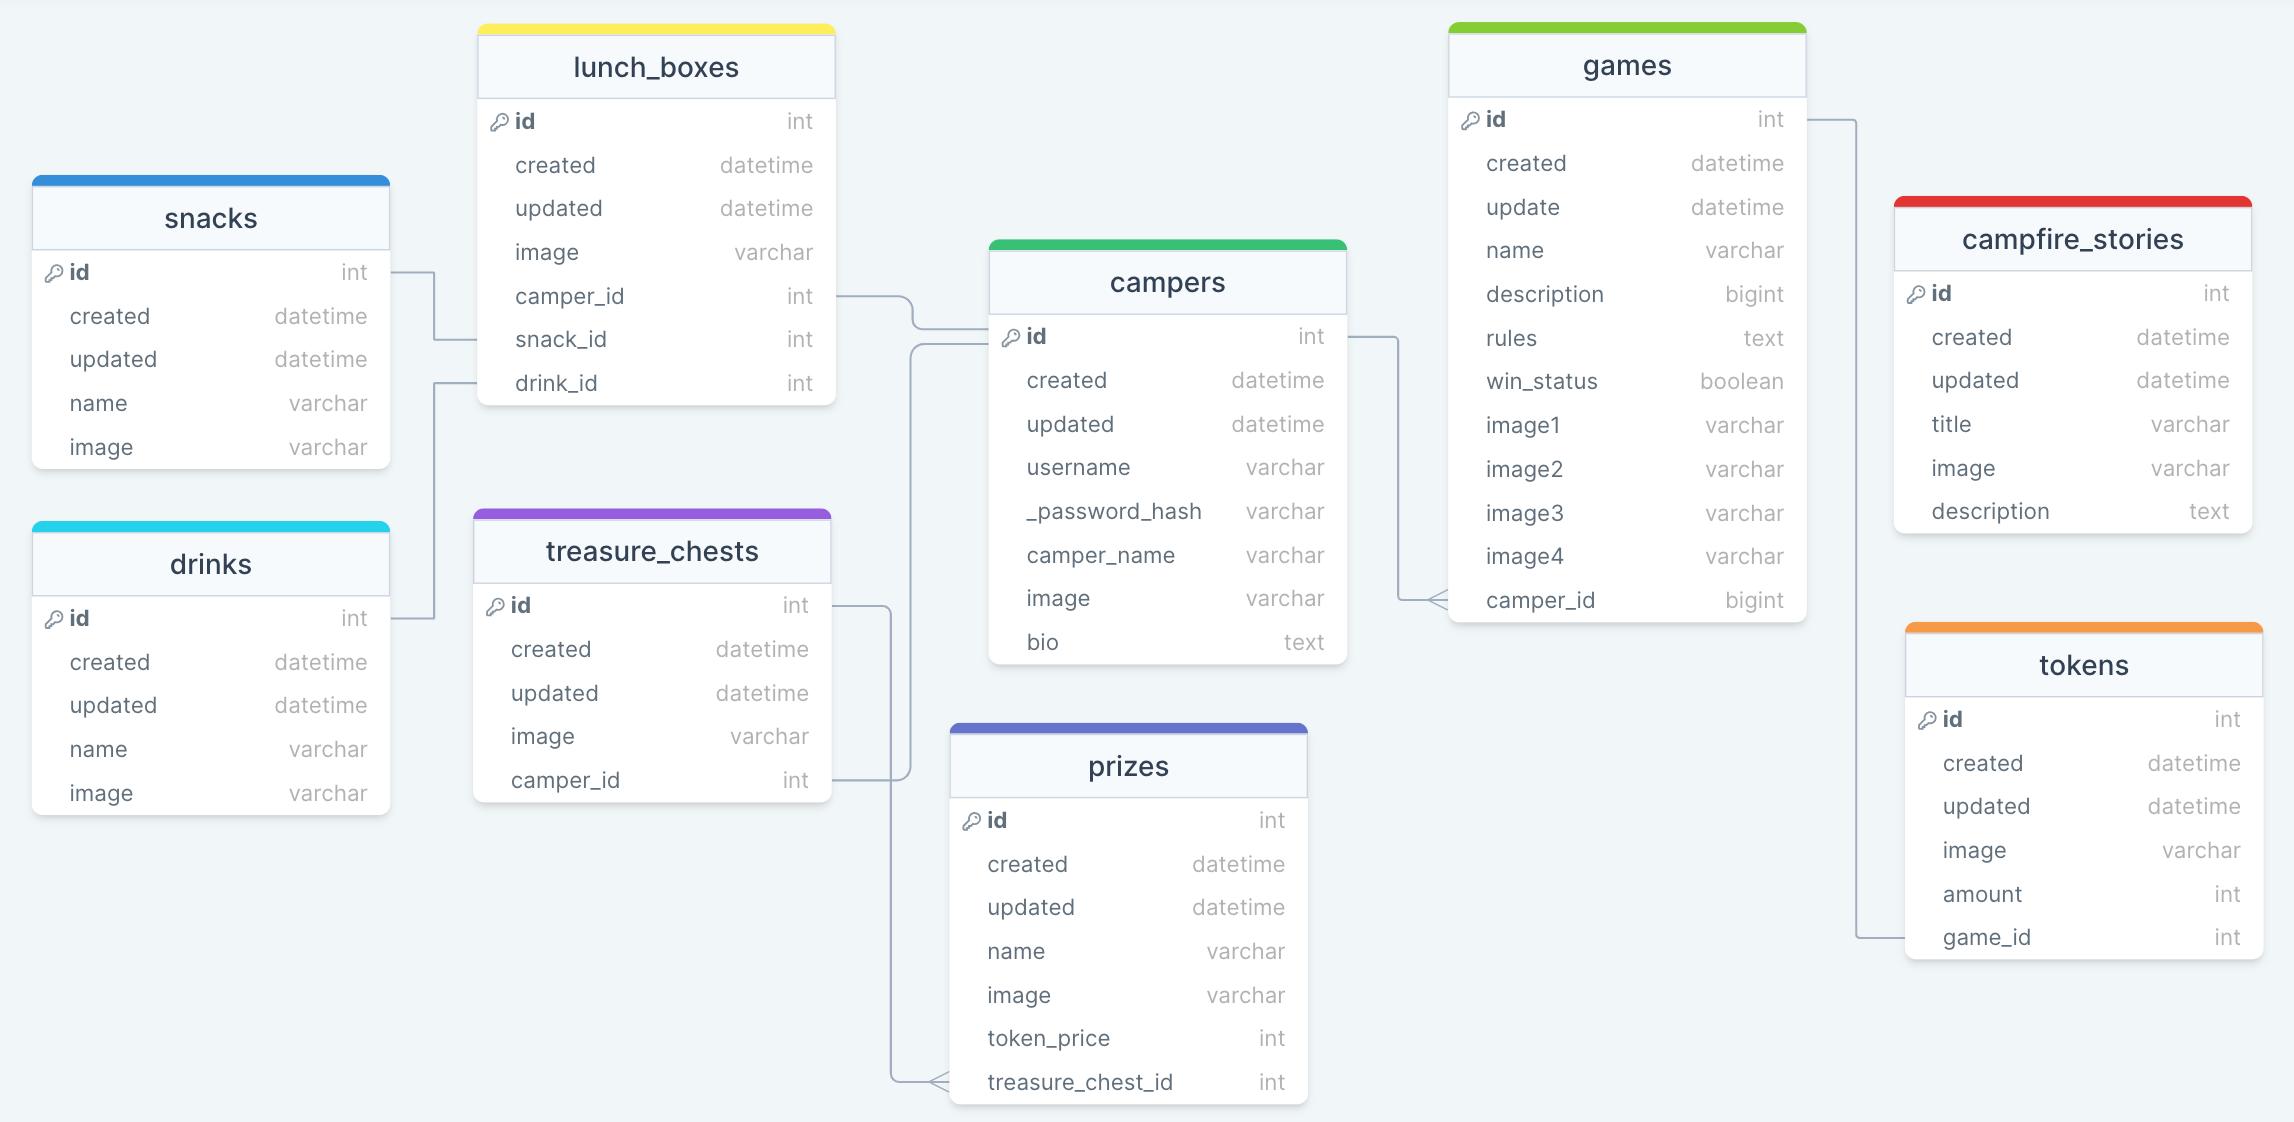 lunch_boxes
id int
created datetime
updated datetime
image varchar
camper_id int
snack_id int
drink_id int
games
id int
created datetime
update datetime
name varchar
description bigint
rules text
win_status boolean
image1 varchar
image2 varchar
image3 varchar
image4 varchar
camper_id bigint
snacks
id int
created datetime
updated datetime
name varchar
image varchar
campfire_stories
id int
created datetime
updated datetime
title varchar
image varchar
description text
campers
id int
created datetime
updated datetime
username varchar
_password_hash varchar
camper_name varchar
image varchar
bio text
treasure_chests
id int
created datetime
updated datetime
image varchar
camper_id int
drinks
id int
created datetime
updated datetime
name varchar
image varchar
tokens
id int
created datetime
updated datetime
image varchar
amount int
game_id int
prizes
id int
created datetime
updated datetime
name varchar
image varchar
token_price int
treasure_chest_id int